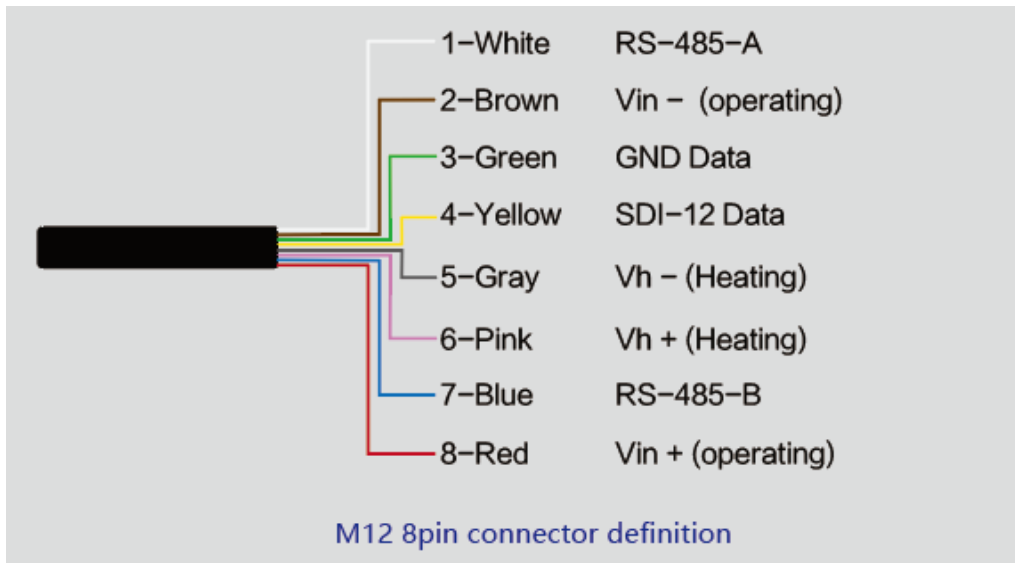 1-White RS-485-A
2-Brown Vin - (operating)
3-Green GND Data
4-Yellow SDI-12 Data
5-Gray Vh - (Heating)
6-Pink Vh + (Heating)
7-Blue RS-485-B
8-Red Vin + (operating)
M12 8pin connector definition